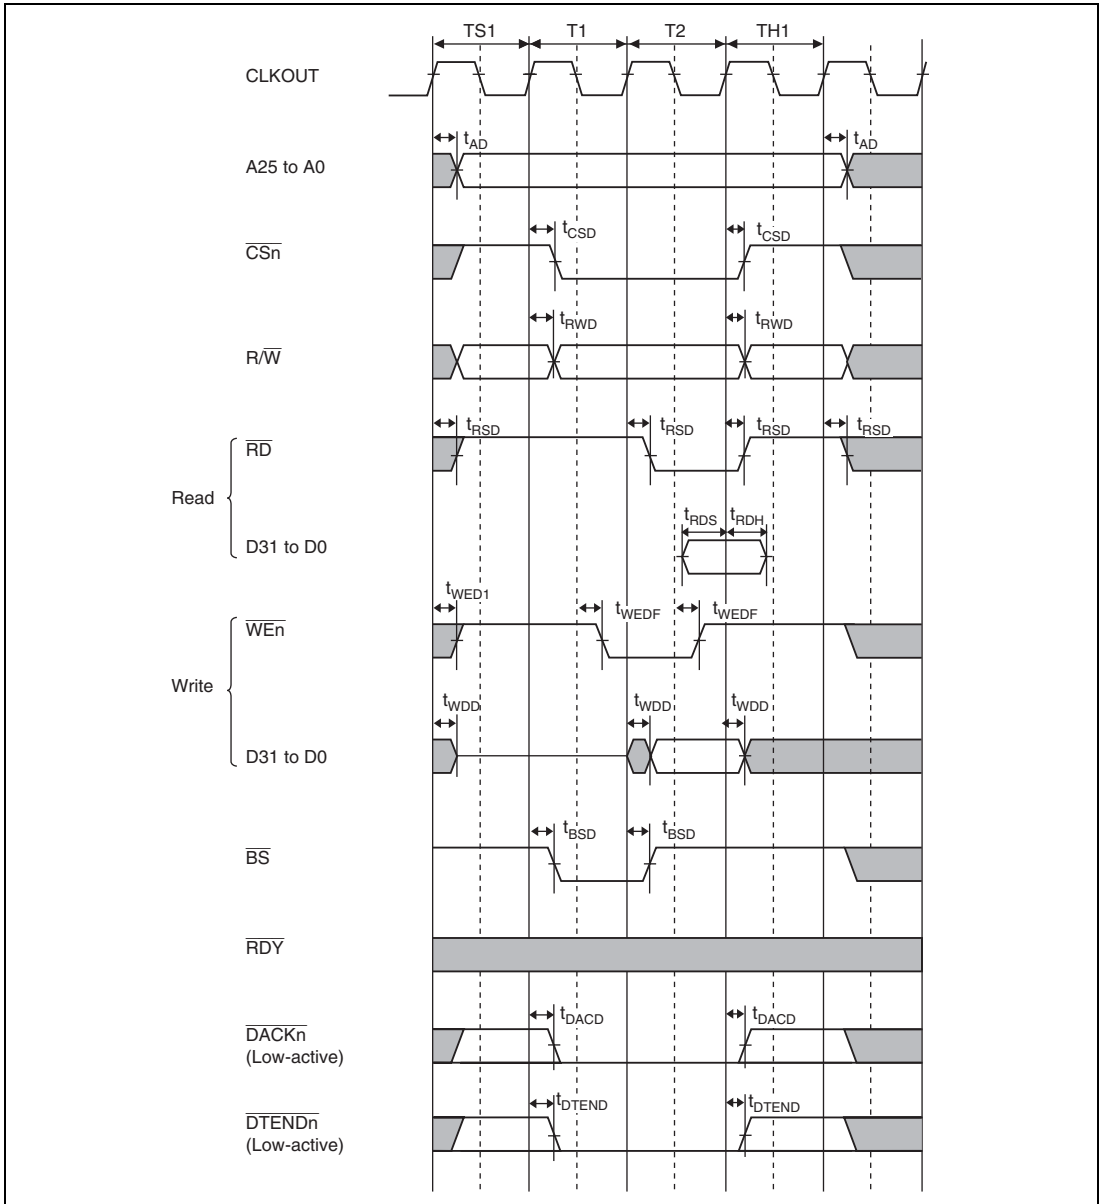 TS1 T1 T2 TH1
CLKOUT
tAD tAD
A25 to A0
tCSD tCSD
CSn
tRWD tRWD
R/W
tRSD tRSD tRSD tRSD
RD
Read
tRDS tRDH
D31 to D0
tWED1
tWEDF tWEDF
WEn
Write
tWDD tWDD tWDD
D31 to D0
tBSD tBSD
BS
RDY
tDACD tDACD
DACKn
(Low-active)
tDTEND tDTEND
DTENDn
(Low-active)